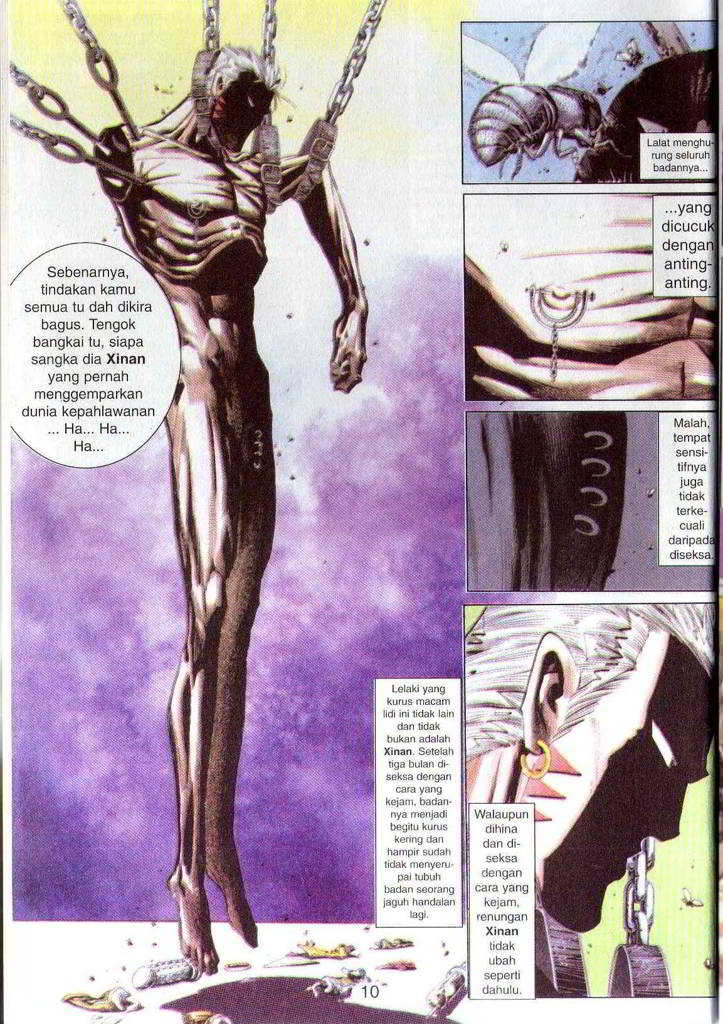 Sebenarnya,
tindakan kamu
semua tu dah dikira
bagus. Tengok
bangkai tu, siapa
sangka dia Xinan
yang pernah
menggemparkan
dunia kepahlawanan
... Ha... Ha...
Ha...
Lalat menghu-
rung seluruh
badannya...
...yang
dicucuk
dengan
anting-
anting.
Malah,
tempat
sensi-
tifnya
juga
tidak
terke-
cuali
daripada
diseksa.
Lelaki yang
kurus macam
lidi ini tidak lain
dan tidak
bukan adalah
Xinan. Setelah
tiga bulan di-
seksa dengan
cara yang
kejam, badan-
nya menjadi
begitu kurus
kering dan
hampir sudah
tidak menyeru-
pai tubuh
badan seorang
jaguh handalan
lagi.
Walaupun
dihina
dan di-
seksa
dengan
cara yang
kejam,
renungan
Xinan
tidak
ubah
seperti
dahulu.
10